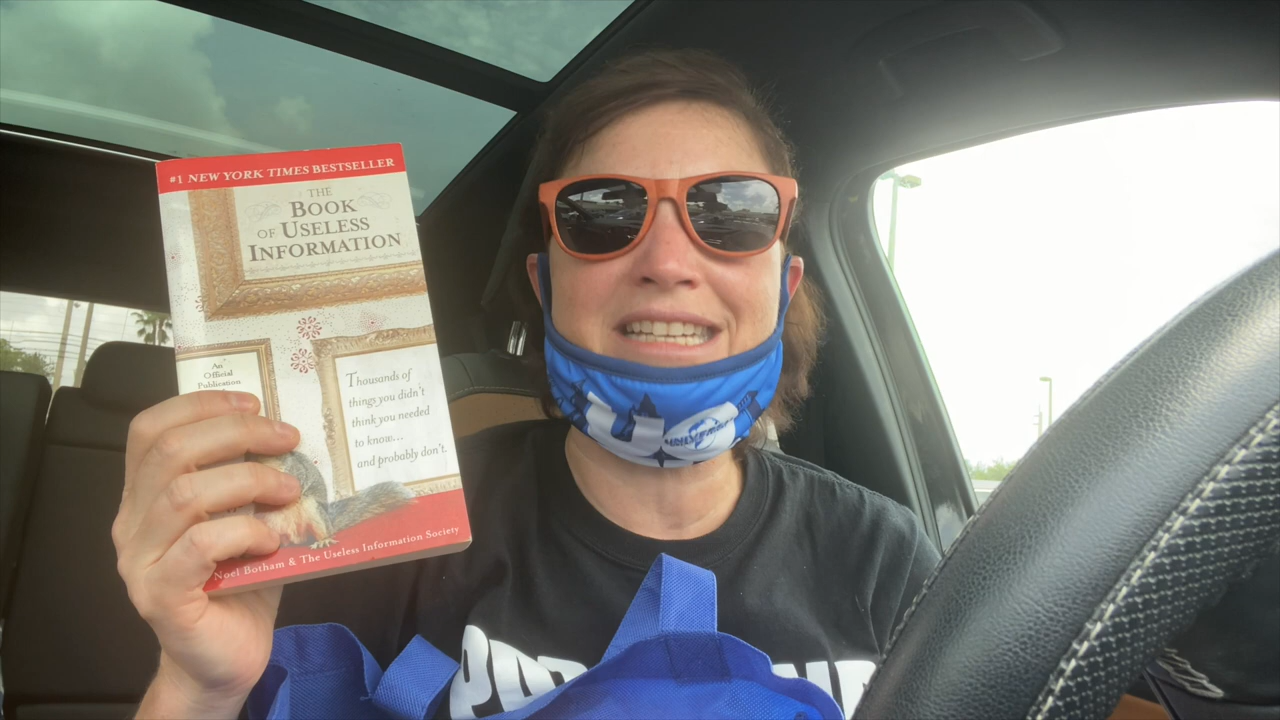 #1 NEW YORK TIMES BESTSELLER
THE
BOOK
OF USELESS
INFORMATION
An
Official
Publication
Thousands of
things you didn't
think you needed
to know...
and probably don't.
Noel Botham & The Useless Information Society